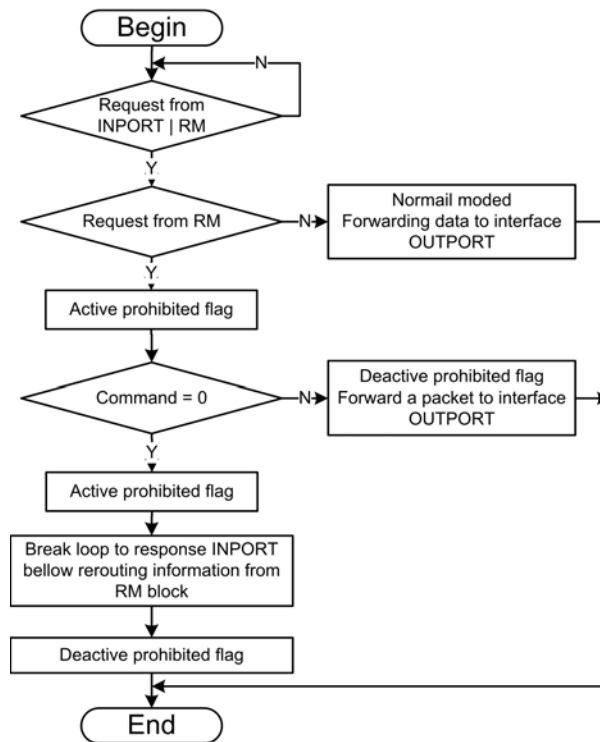 Begin
N
Request from
INPORT | RM
Y
Request from RM
N
Normail moded
Forwarding data to interface
OUTPORT
Y
Active prohibited flag
Command = 0
N
Deactive prohibited flag
Forward a packet to interface
OUTPORT
Y
Active prohibited flag
Break loop to response INPORT
bellow rerouting information from
RM block
Deactive prohibited flag
End